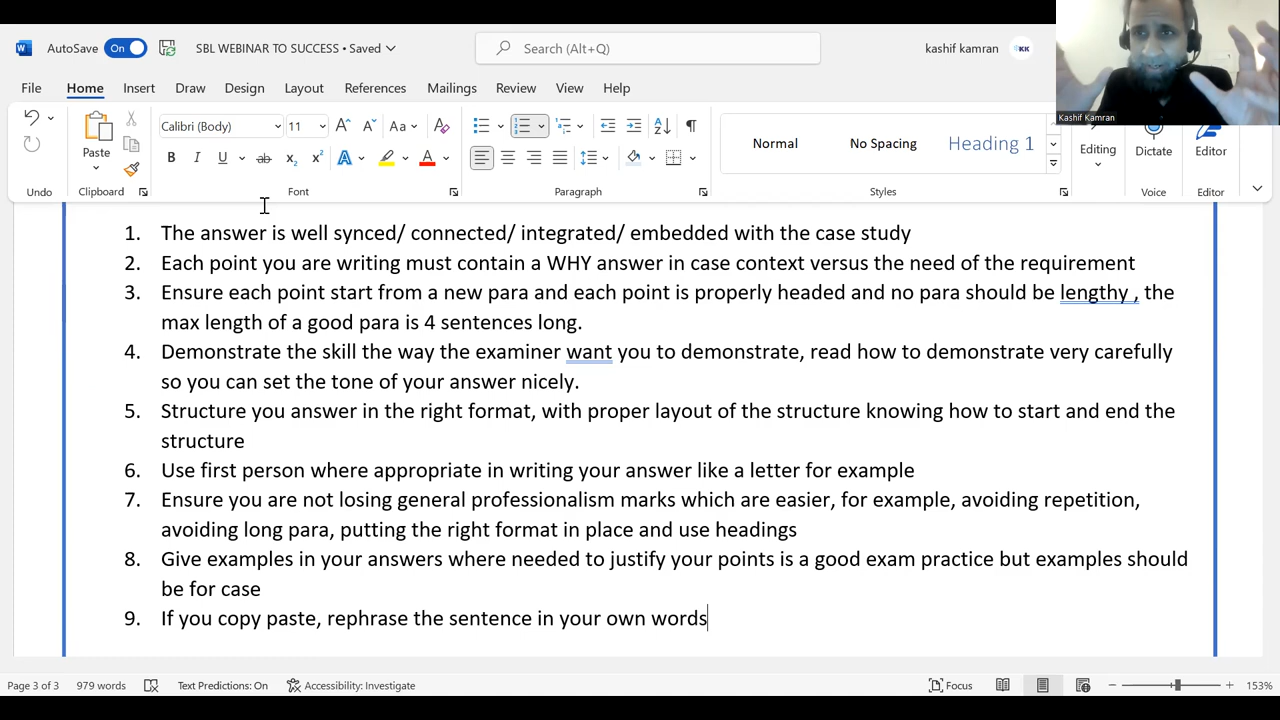 AutoSave On SBL WEBINAR TO SUCCESS • Saved Search (Alt+Q) kashif kamran KK
File Home Insert Draw Design Layout References Mailings Review View Help
Kashif Kamran
Calibri (Body) 11 Aa
Paste Normal No Spacing Heading 1 Editing Dictate Editor
Undo Clipboard Font Paragraph Styles Voice Editor
1. The answer is well synced/ connected/ integrated/ embedded with the case study
2. Each point you are writing must contain a WHY answer in case context versus the need of the requirement
3. Ensure each point start from a new para and each point is properly headed and no para should be lengthy , the
max length of a good para is 4 sentences long.
4. Demonstrate the skill the way the examiner want you to demonstrate, read how to demonstrate very carefully
so you can set the tone of your answer nicely.
5. Structure you answer in the right format, with proper layout of the structure knowing how to start and end the
structure
6. Use first person where appropriate in writing your answer like a letter for example
7. Ensure you are not losing general professionalism marks which are easier, for example, avoiding repetition,
avoiding long para, putting the right format in place and use headings
8. Give examples in your answers where needed to justify your points is a good exam practice but examples should
be for case
9. If you copy paste, rephrase the sentence in your own words
Page 3 of 3 979 words Text Predictions: On Accessibility: Investigate Focus 153%